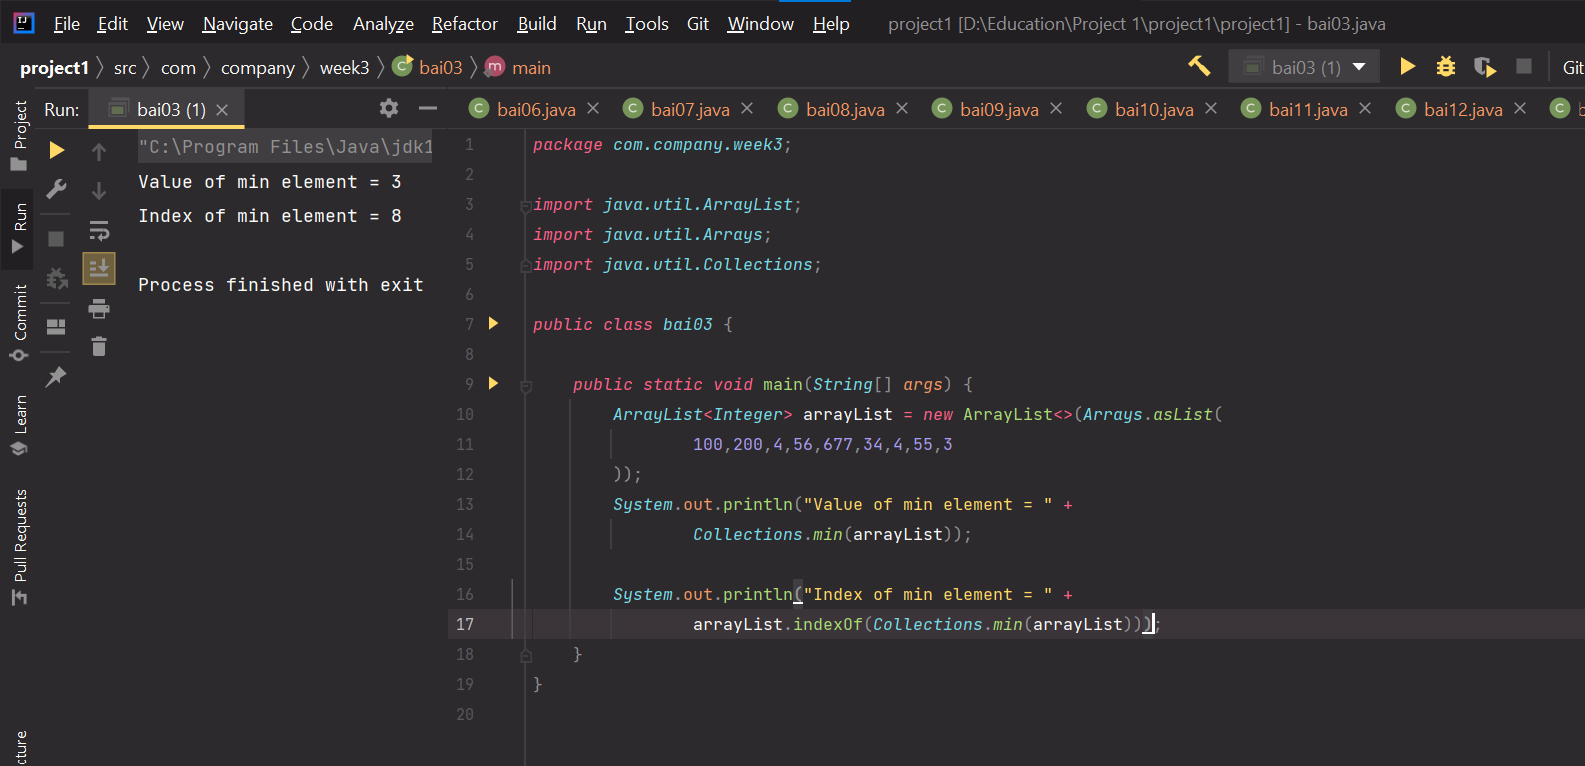 File Edit View Navigate Code Analyze Refactor Build Run Tools Git Window Help project1 [D:\Education\Project 1\project1\project1] - bai03.java
project1 src com company week3 bai03 main bai03 (1) Git
Run: bai03 (1) bai06.java bai07.java bai08.java bai09.java bai10.java bai11.java bai12.java
Project
Run
Commit
Learn
Pull Requests
"C:\Program Files\Java\jdk1
Value of min element = 3
Index of min element = 8
Process finished with exit
1 package com.company.week3;
2
3 import java.util.ArrayList;
4 import java.util.Arrays;
5 import java.util.Collections;
6
7 public class bai03 {
8
9 public static void main(String[] args) {
10 ArrayList<Integer> arrayList = new ArrayList<>(Arrays.asList(
11 100,200,4,56,677,34,4,55,3
12 ));
13 System.out.println("Value of min element = " +
14 Collections.min(arrayList));
15
16 System.out.println("Index of min element = " +
17 arrayList.indexOf(Collections.min(arrayList)));
18 }
19 }
20